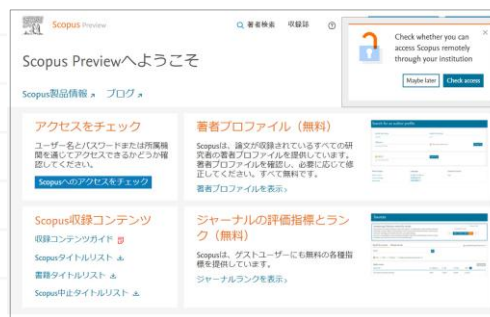 Scopus Preview
著者検索 収録誌
Check whether you can
access Scopus remotely
through your institution
Maybe later
Check access
Scopus Previewへようこそ
Scopus製品情報 ブログ
アクセスをチェック
ユーザー名とパスワードまたは所属機
関を通じてアクセスできるかどうか確
認してください。
Scopusへのアクセスをチェック
著者プロファイル（無料）
Scopusは、論文が収録されているすべての研
究者の著者プロファイルを提供しています。
著者プロファイルを確認し、必要に応じて修
正してください。すべて無料です。
著者プロファイルを表示
Scopus収録コンテンツ
収録コンテンツガイド
Scopusタイトルリスト
書籍タイトルリスト
Scopus中止タイトルリスト
ジャーナルの評価指標とラン
ク（無料）
Scopusは、ゲストユーザーにも無料の各種指
標を提供しています。
ジャーナルランクを表示